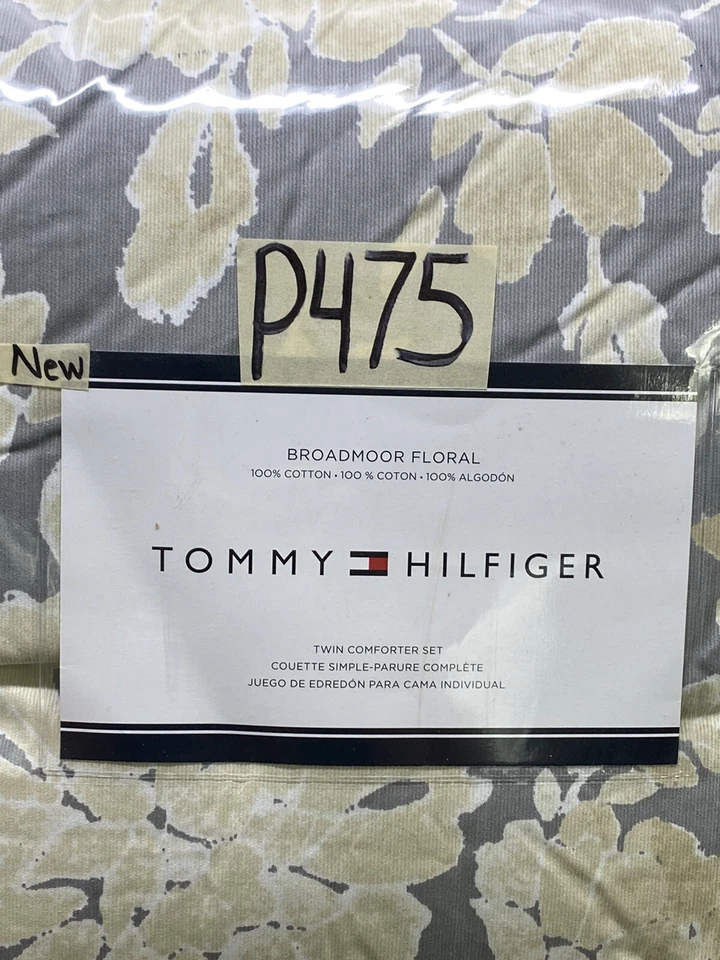 P475
New
BROADMOOR FLORAL
100% COTTON • 100 % COTON • 100% ALGODÓN
TOMMY HILFIGER
TWIN COMFORTER SET
COUETTE SIMPLE-PARURE COMPLÈTE
JUEGO DE EDREDÓN PARA CAMA INDIVIDUAL